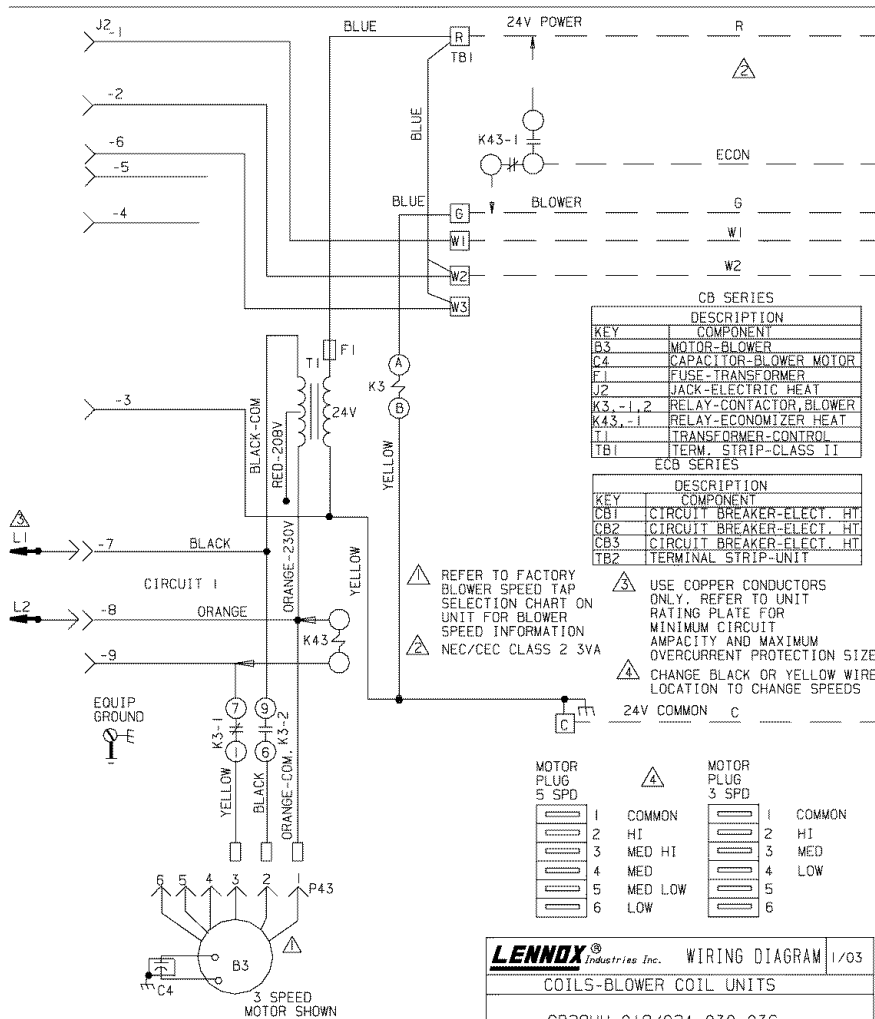 J2 -1
BLUE
24V POWER
R
R
TB1
2
-2
BLUE
K43-1
-6
-5
ECON
-4
BLUE
G
BLOWER
G
W1
W1
W2
W2
W3
CB SERIES
DESCRIPTION
KEY COMPONENT
B3 MOTOR-BLOWER
C4 CAPACITOR-BLOWER MOTOR
F1 FUSE-TRANSFORMER
J2 JACK-ELECTRIC HEAT
K3,-1,2 RELAY-CONTACTOR,BLOWER
K43,-1 RELAY-ECONOMIZER HEAT
T1 TRANSFORMER-CONTROL
TB1 TERM. STRIP-CLASS II
ECB SERIES
DESCRIPTION
KEY COMPONENT
CB1 CIRCUIT BREAKER-ELECT. HT
CB2 CIRCUIT BREAKER-ELECT. HT
CB3 CIRCUIT BREAKER-ELECT. HT
TB2 TERMINAL STRIP-UNIT
T1
F1
A
K3
B
-3
24V
BLACK-COM
RED-208V
YELLOW
3
L1
-7
BLACK
ORANGE-230V
YELLOW
CIRCUIT 1
L2
-8
ORANGE
K43
-9
1 REFER TO FACTORY
BLOWER SPEED TAP
SELECTION CHART ON
UNIT FOR BLOWER
SPEED INFORMATION
2 NEC/CEC CLASS 2 3VA
3 USE COPPER CONDUCTORS
ONLY. REFER TO UNIT
RATING PLATE FOR
MINIMUM CIRCUIT
AMPACITY AND MAXIMUM
OVERCURRENT PROTECTION SIZE
4 CHANGE BLACK OR YELLOW WIRE
LOCATION TO CHANGE SPEEDS
C
24V COMMON C
EQUIP
GROUND
7
9
K3-1
K3-2
1
6
YELLOW
BLACK
ORANGE-COM.
MOTOR
PLUG
5 SPD
4
1 COMMON
2 HI
3 MED HI
4 MED
5 MED LOW
6 LOW
MOTOR
PLUG
3 SPD
1 COMMON
2 HI
3 MED
4 LOW
5
6
6 5 4 3 2 1 P43
B3
1
C4
3 SPEED
MOTOR SHOWN
LENNOX ® Industries Inc. WIRING DIAGRAM 1/03
COILS-BLOWER COIL UNITS